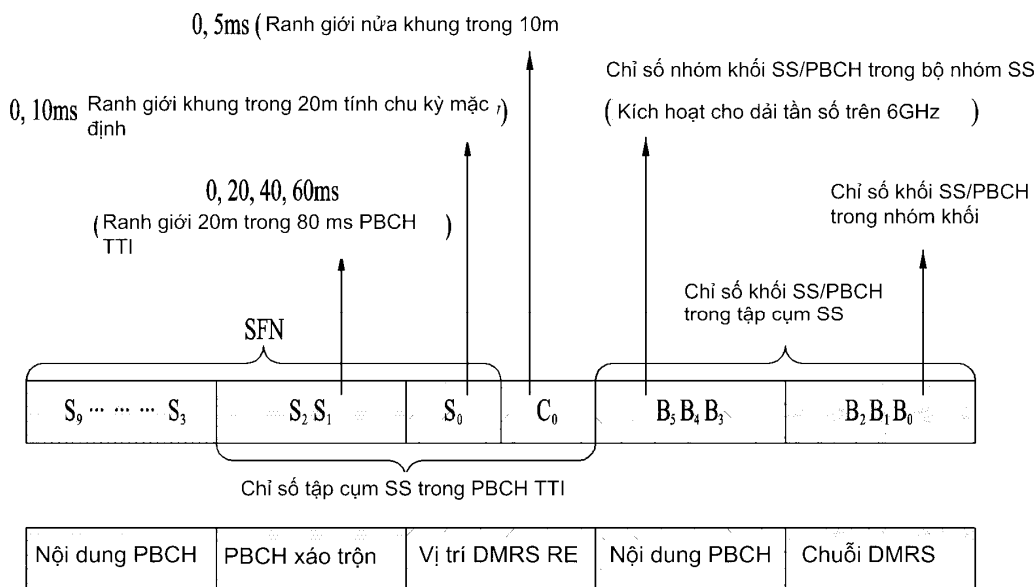 0, 5ms ( Ranh giới nửa khung trong 10m
Chỉ số nhóm khối SS/PBCH trong bộ nhóm SS
( Kích hoạt cho dải tần số trên 6GHz )
0, 10ms Ranh giới khung trong 20m tính chu kỳ mặc
định )
0, 20, 40, 60ms
( Ranh giới 20m trong 80 ms PBCH )
TTI
Chỉ số khối SS/PBCH
trong nhóm khối
Chỉ số khối SS/PBCH
trong tập cụm SS
SFN
S₉ ... ... ... S₃ S₂ S₁ S₀ C₀ B₅ B₄ B₃ B₂ B₁ B₀
Chỉ số tập cụm SS trong PBCH TTI
Nội dung PBCH PBCH xáo trộn Vị trí DMRS RE Nội dung PBCH Chuỗi DMRS